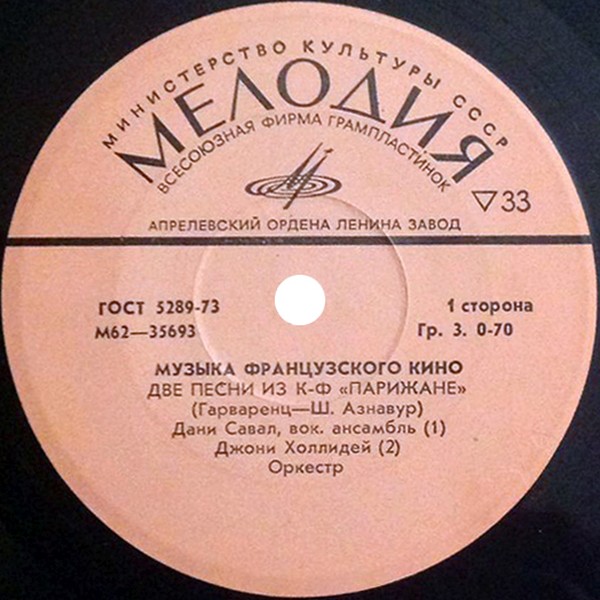 МИНИСТЕРСТВО КУЛЬТУРЫ СССР
МЕЛОДИЯ
ВСЕСОЮЗНАЯ ФИРМА ГРАМПЛАСТИНОК
33
АПРЕЛЕВСКИЙ ОРДЕНА ЛЕНИНА ЗАВОД
ГОСТ 5289-73 1 сторона
М62—35693 Гр. 3. 0-70
МУЗЫКА ФРАНЦУЗСКОГО КИНО
ДВЕ ПЕСНИ ИЗ К-Ф «ПАРИЖАНЕ»
(Гарваренц—Ш. Азнавур)
Дани Савал, вок. ансамбль (1)
Джони Холлидей (2)
Оркестр